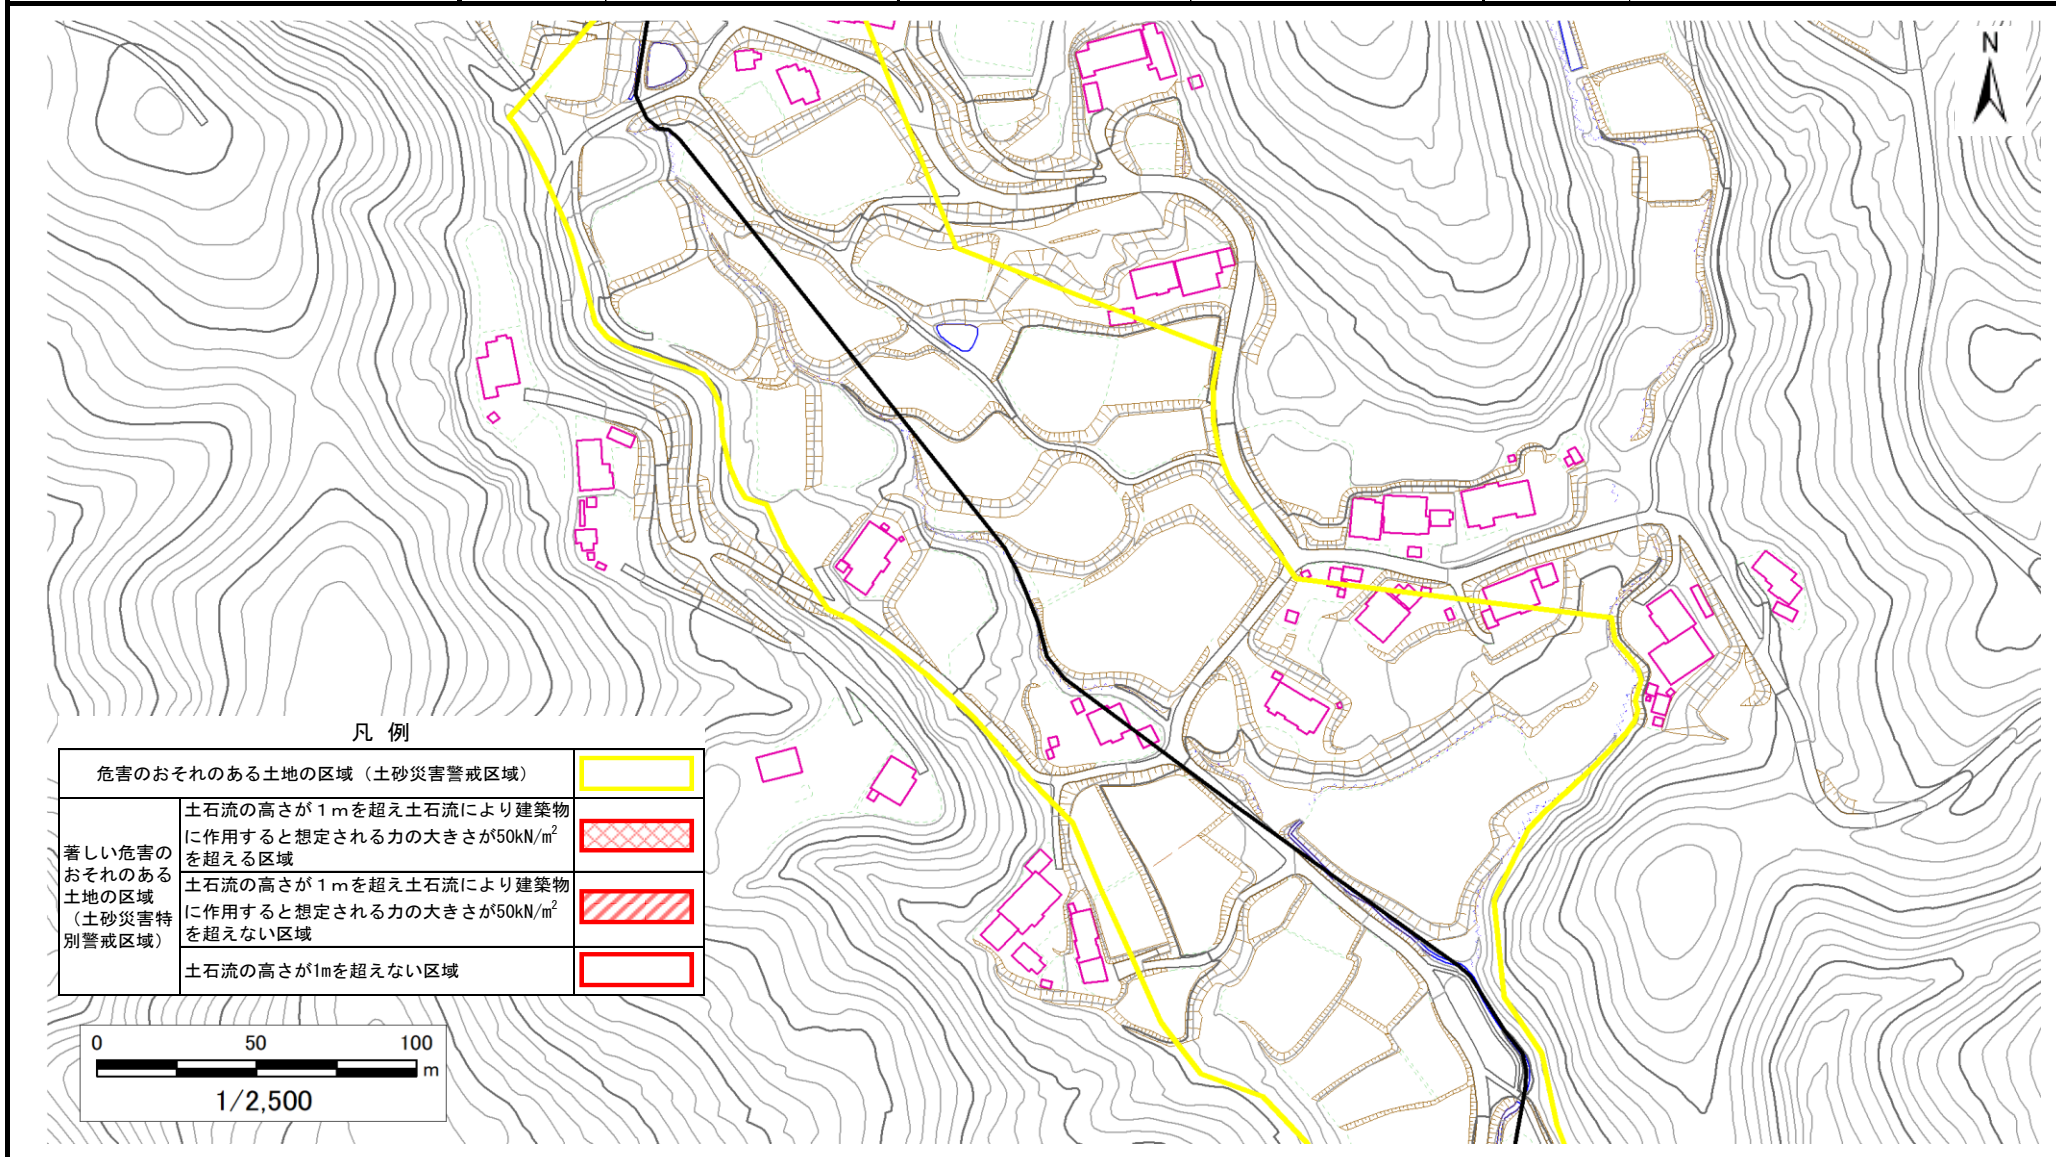 N
凡 例
危害のおそれのある土地の区域（土砂災害警戒区域）
著しい危害の
おそれのある
土地の区域
（土砂災害特
別警戒区域）
土石流の高さが１ｍを超え土石流により建築物
に作用すると想定される力の大きさが50kN/m²
を超える区域
土石流の高さが１ｍを超え土石流により建築物
に作用すると想定される力の大きさが50kN/m²
を超えない区域
土石流の高さが1mを超えない区域
0 50 100
m
1/2,500